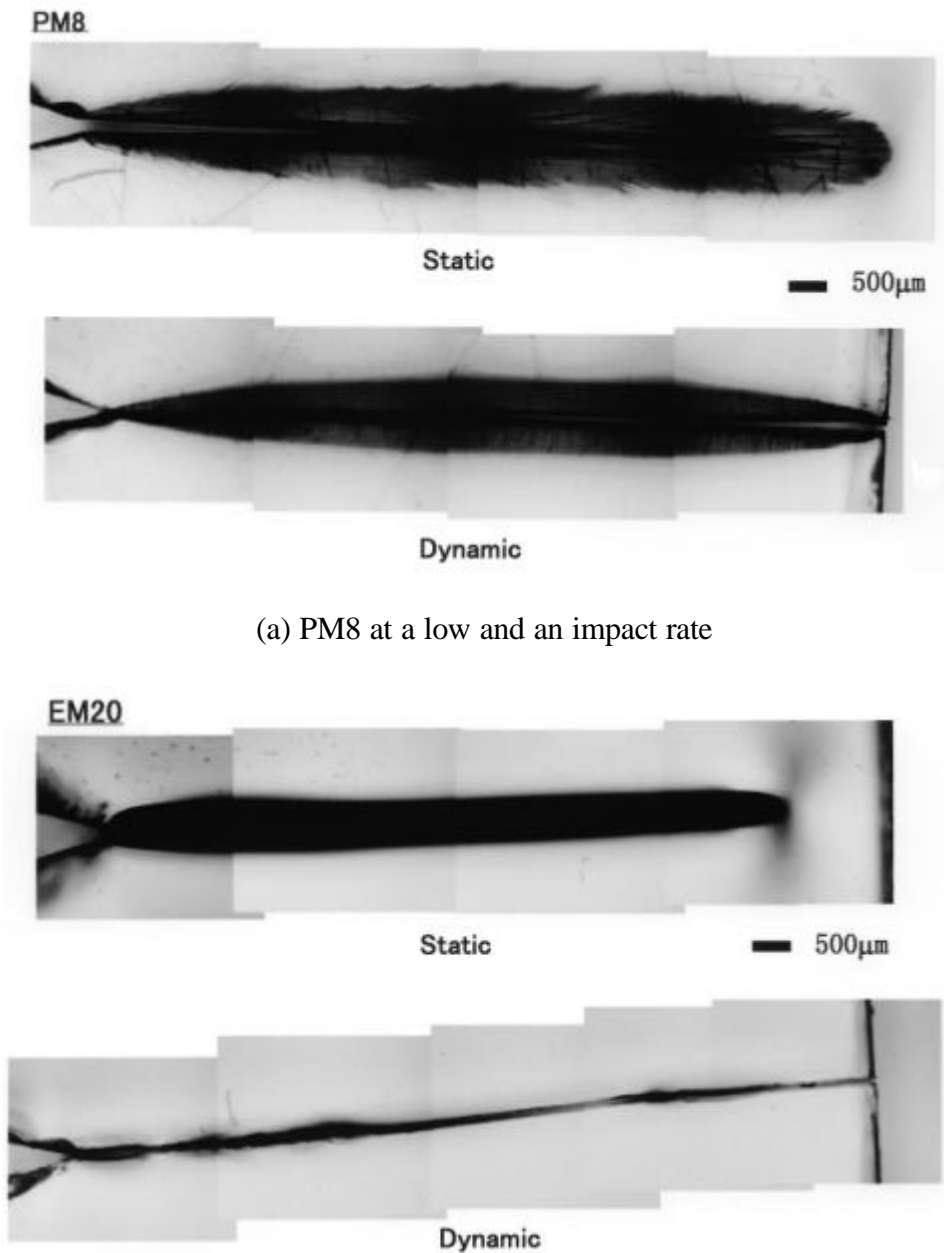 PM8
Static
500μm
Dynamic
(a) PM8 at a low and an impact rate
EM20
Static
500μm
Dynamic